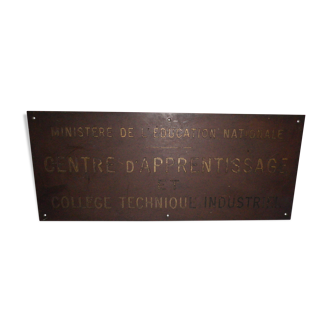 MINISTERE DE L'EDUCATION NATIONALE
CENTRE D'APPRENTISSAGE
ET
COLLEGE TECHNIQUE INDUSTRIEL